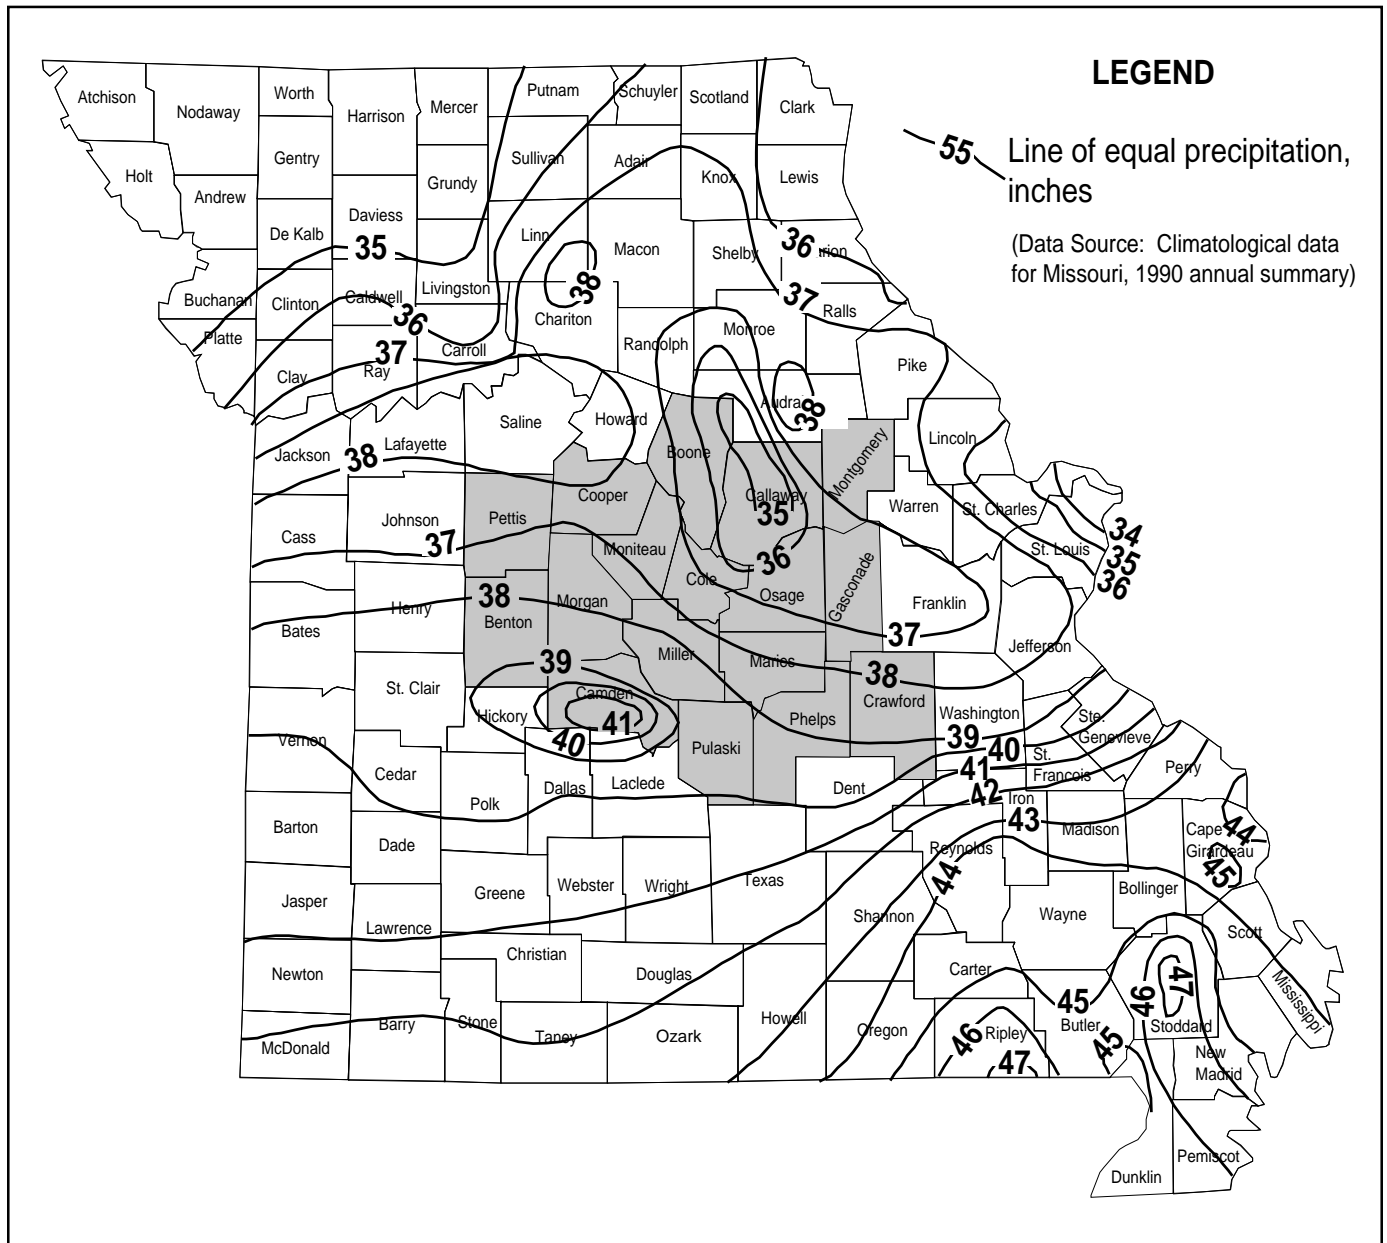 LEGEND
55
Line of equal precipitation,
inches
(Data Source: Climatological data
for Missouri, 1990 annual summary)
Atchison
Nodaway
Worth
Harrison
Mercer
Putnam
Schuyler
Scotland
Clark
Holt
Andrew
Gentry
Grundy
Sullivan
Adair
Knox
Lewis
De Kalb
Daviess
35
Linn
Macon
Shelby
36
rion
Buchanan
Clinton
Caldwell
Livingston
38
Chariton
37
Ralls
Monroe
36
Platte
Clay
37
Ray
Carroll
Randolph
Pike
Audrai
38
Saline
Howard
Jackson
38
Lafayette
Boone
Lincoln
Montgomery
Cooper
Callaway
35
Warren
St. Charles
Cass
Johnson
37
Pettis
Moniteau
St. Louis
34
35
36
36
Cole
Osage
Gasconade
Franklin
37
Bates
Henry
38
Benton
Morgan
Miller
Maries
Jefferson
St. Clair
39
Camden
38
Crawford
Hickory
41
40
Phelps
Washington
39
40
Ste.
Genevieve
Vernon
Pulaski
St.
Francois
41
42
Perry
Cedar
Polk
Dallas
Laclede
Dent
Iron
43
Barton
Dade
Madison
Cape
Girardeau
44
45
Reynolds
44
Jasper
Greene
Webster
Wright
Texas
Bollinger
Lawrence
Shannon
Wayne
Scott
Newton
Christian
Douglas
Carter
45
46
47
Mississippi
McDonald
Barry
Stone
Taney
Ozark
Howell
Oregon
46
Ripley
47
Butler
45
Stoddard
New
Madrid
Dunklin
Pemiscot